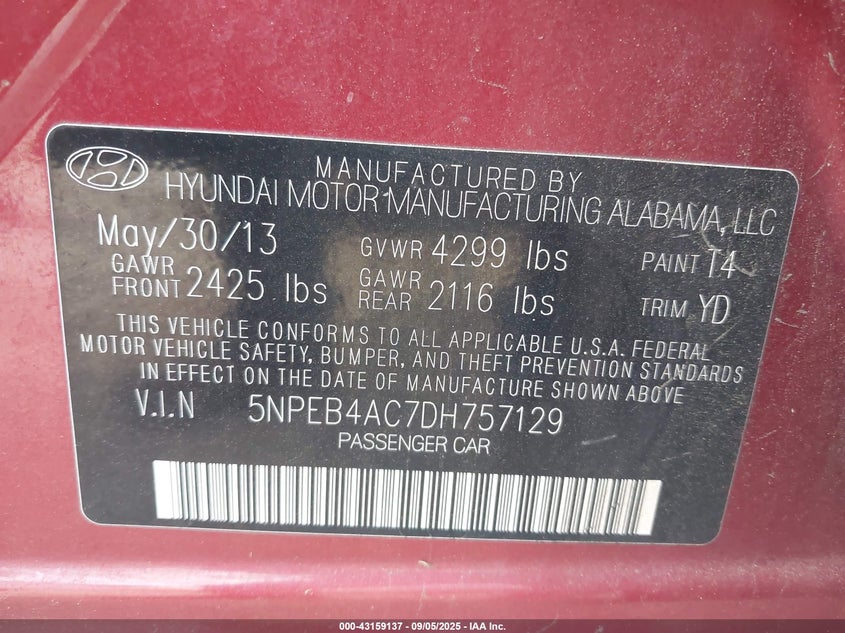 MANUFACTURED BY
HYUNDAI MOTOR MANUFACTURING ALABAMA, LLC
May/30/13 GVWR 4299 lbs PAINT T4
GAWR FRONT 2425 lbs GAWR REAR 2116 lbs TRIM YD
THIS VEHICLE CONFORMS TO ALL APPLICABLE U.S.A. FEDERAL
MOTOR VEHICLE SAFETY, BUMPER, AND THEFT PREVENTION STANDARDS
IN EFFECT ON THE DATE OF MANUFACTURE SHOWN ABOVE
V.I.N 5NPEB4AC7DH757129
PASSENGER CAR
000-43159137 - 09/05/2025 - IAA Inc.